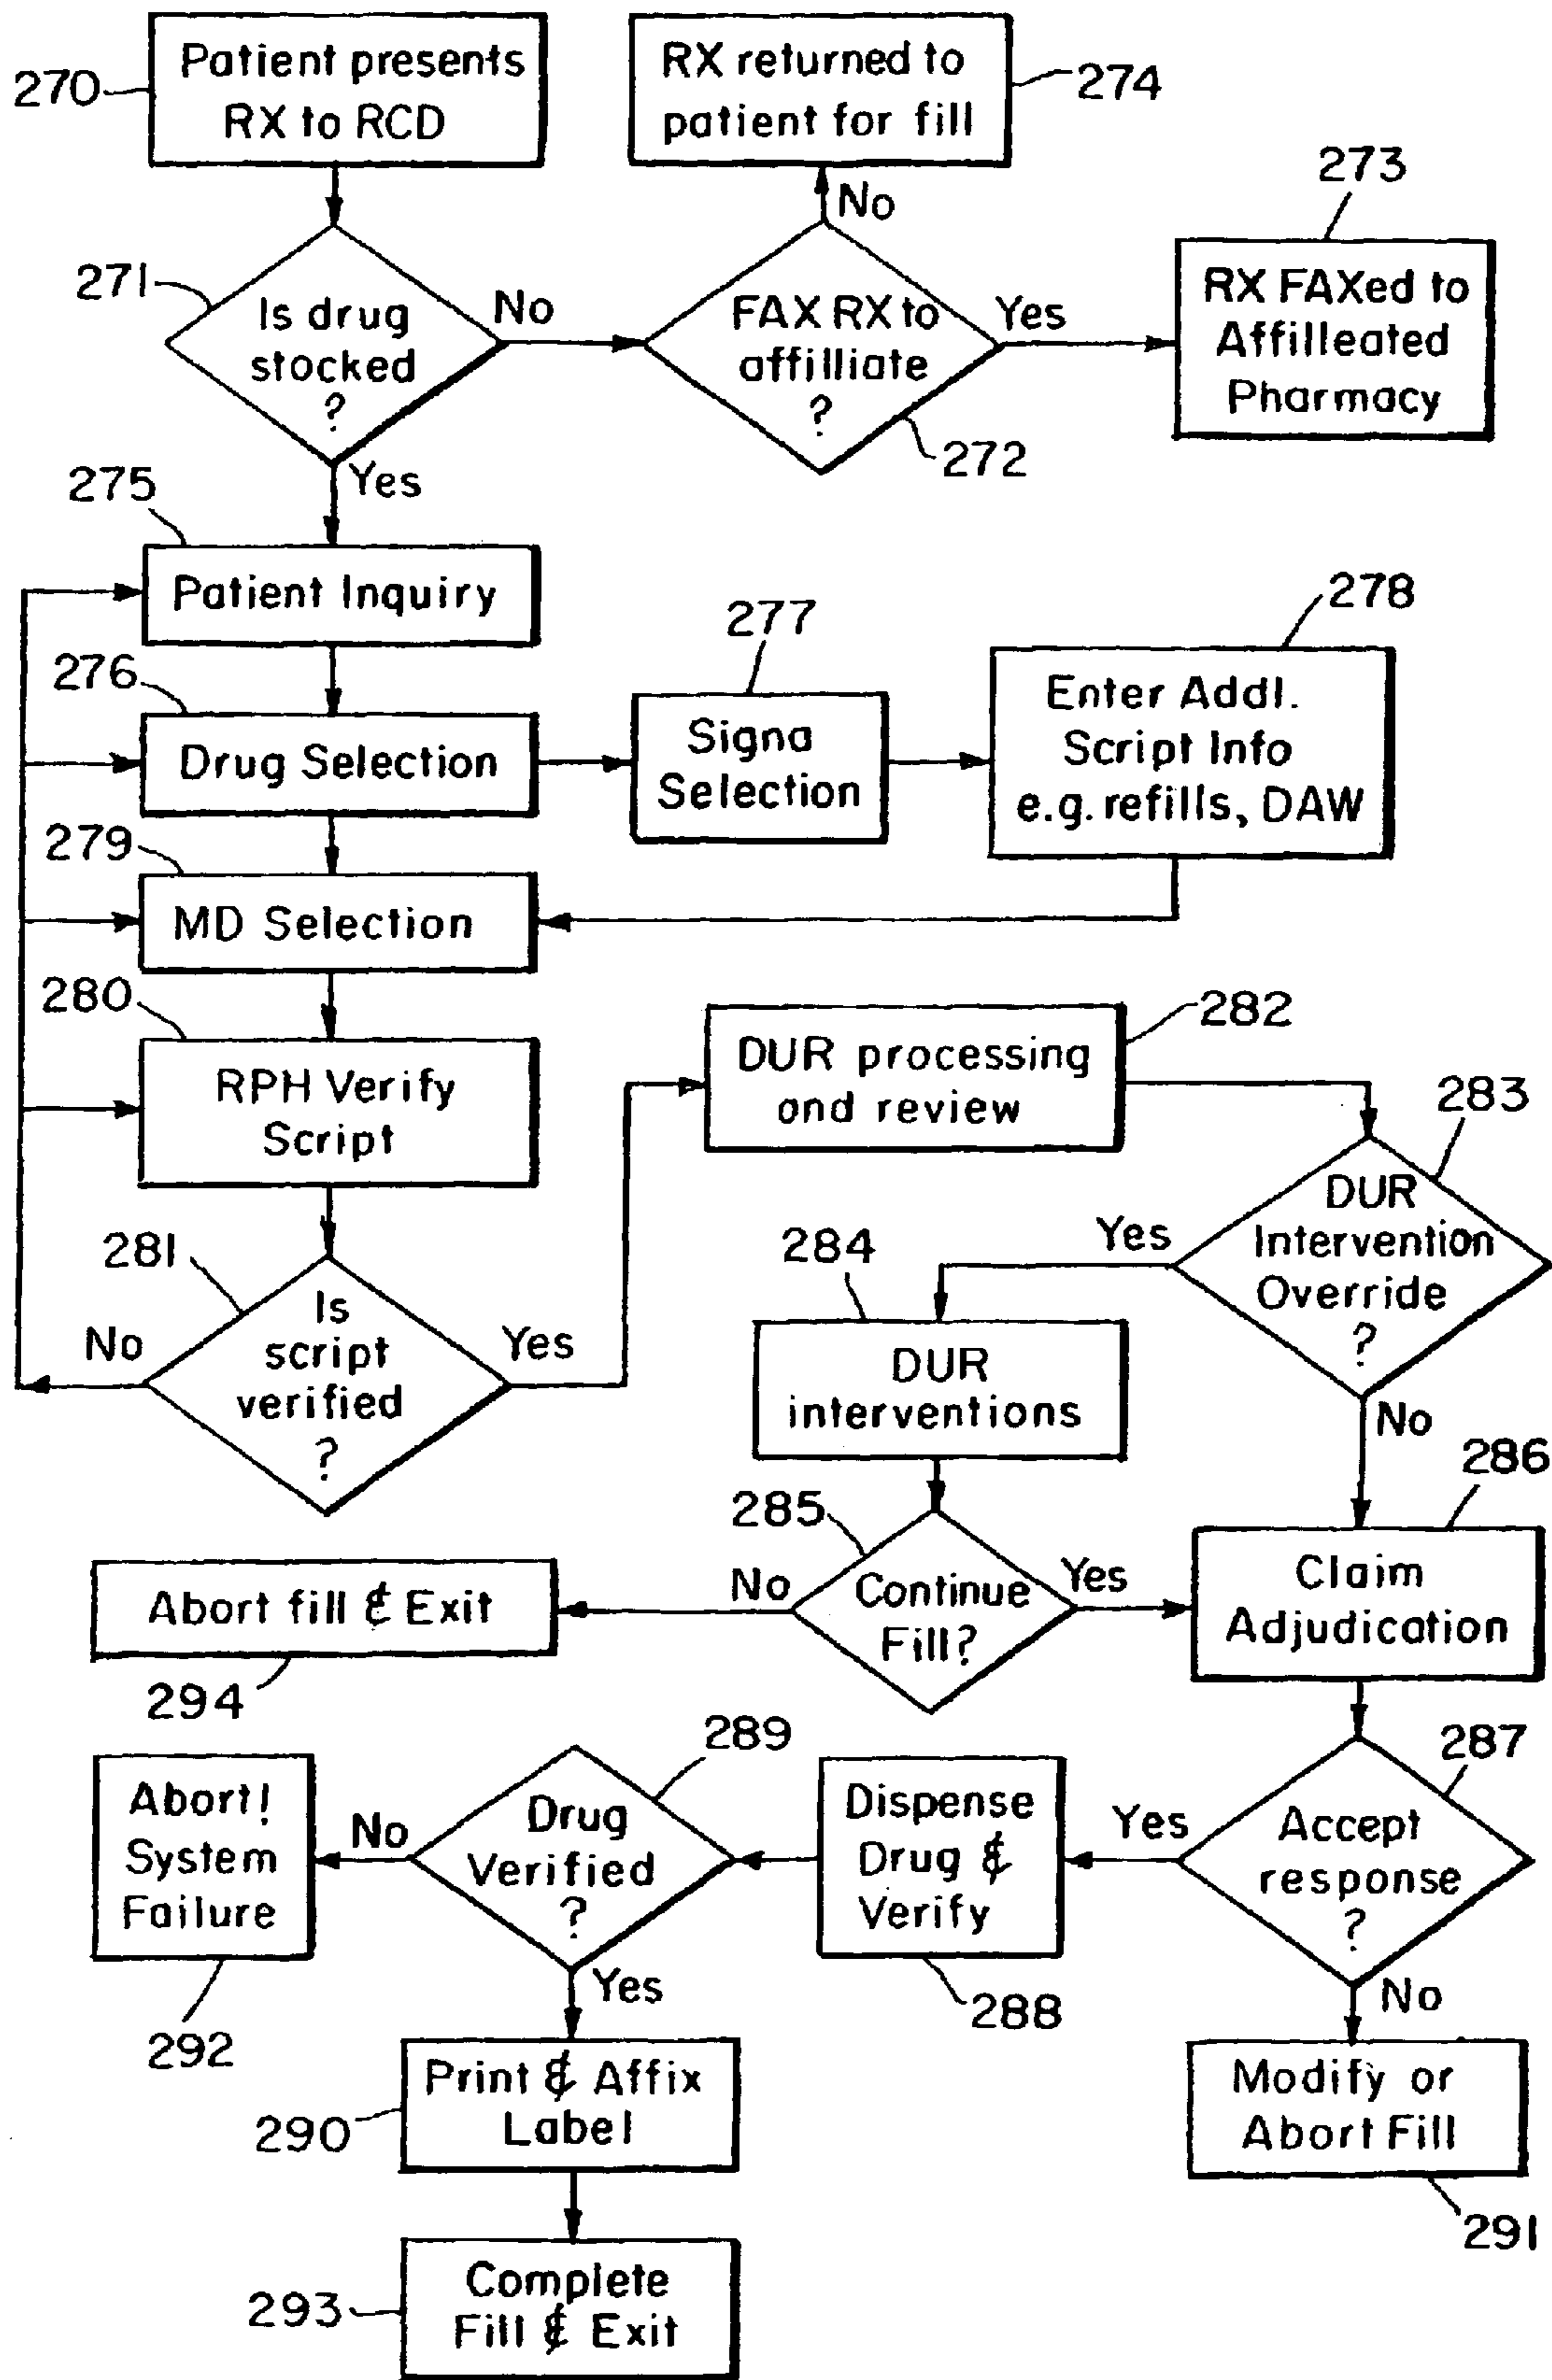 270
Patient presents
RX to RCD
RX returned to
patient for fill
274
273
No
271
Is drug
stocked
?
No
FAX RX to
affilliate
?
Yes
RX FAXed to
Affilleated
Pharmacy
272
Yes
275
Patient Inquiry
276
277
278
Drug Selection
Signa
Selection
Enter Addl.
Script Info
e.g. refills, DAW
279
MD Selection
280
RPH Verify
Script
DUR processing
and review
282
283
DUR
Intervention
Override
?
281
Is
script
verified
?
No
Yes
284
Yes
DUR
interventions
No
286
285
Abort fill & Exit
No
Continue
Fill?
Yes
Claim
Adjudication
294
289
287
Abort!
System
Failure
No
Drug
Verified
?
Dispense
Drug &
Verify
Yes
Accept
response
?
292
Yes
288
No
290
Print & Affix
Label
Modify or
Abort Fill
291
293
Complete
Fill & Exit